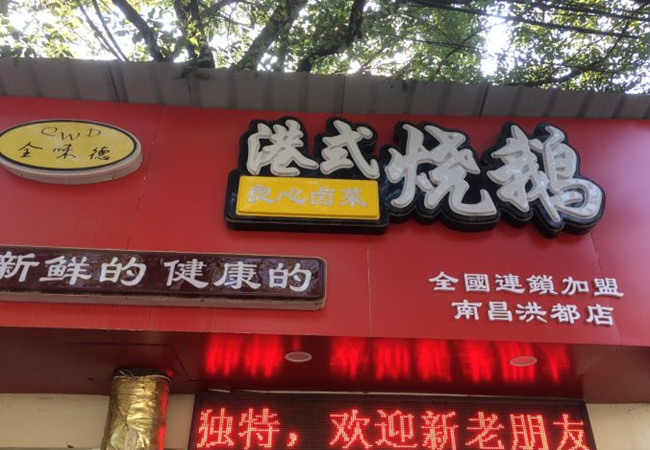 QWD
全味德
港式烧鹅
良心卤菜
新鲜的 健康的
全國連鎖加盟
南昌洪都店
独特，欢迎新老朋友